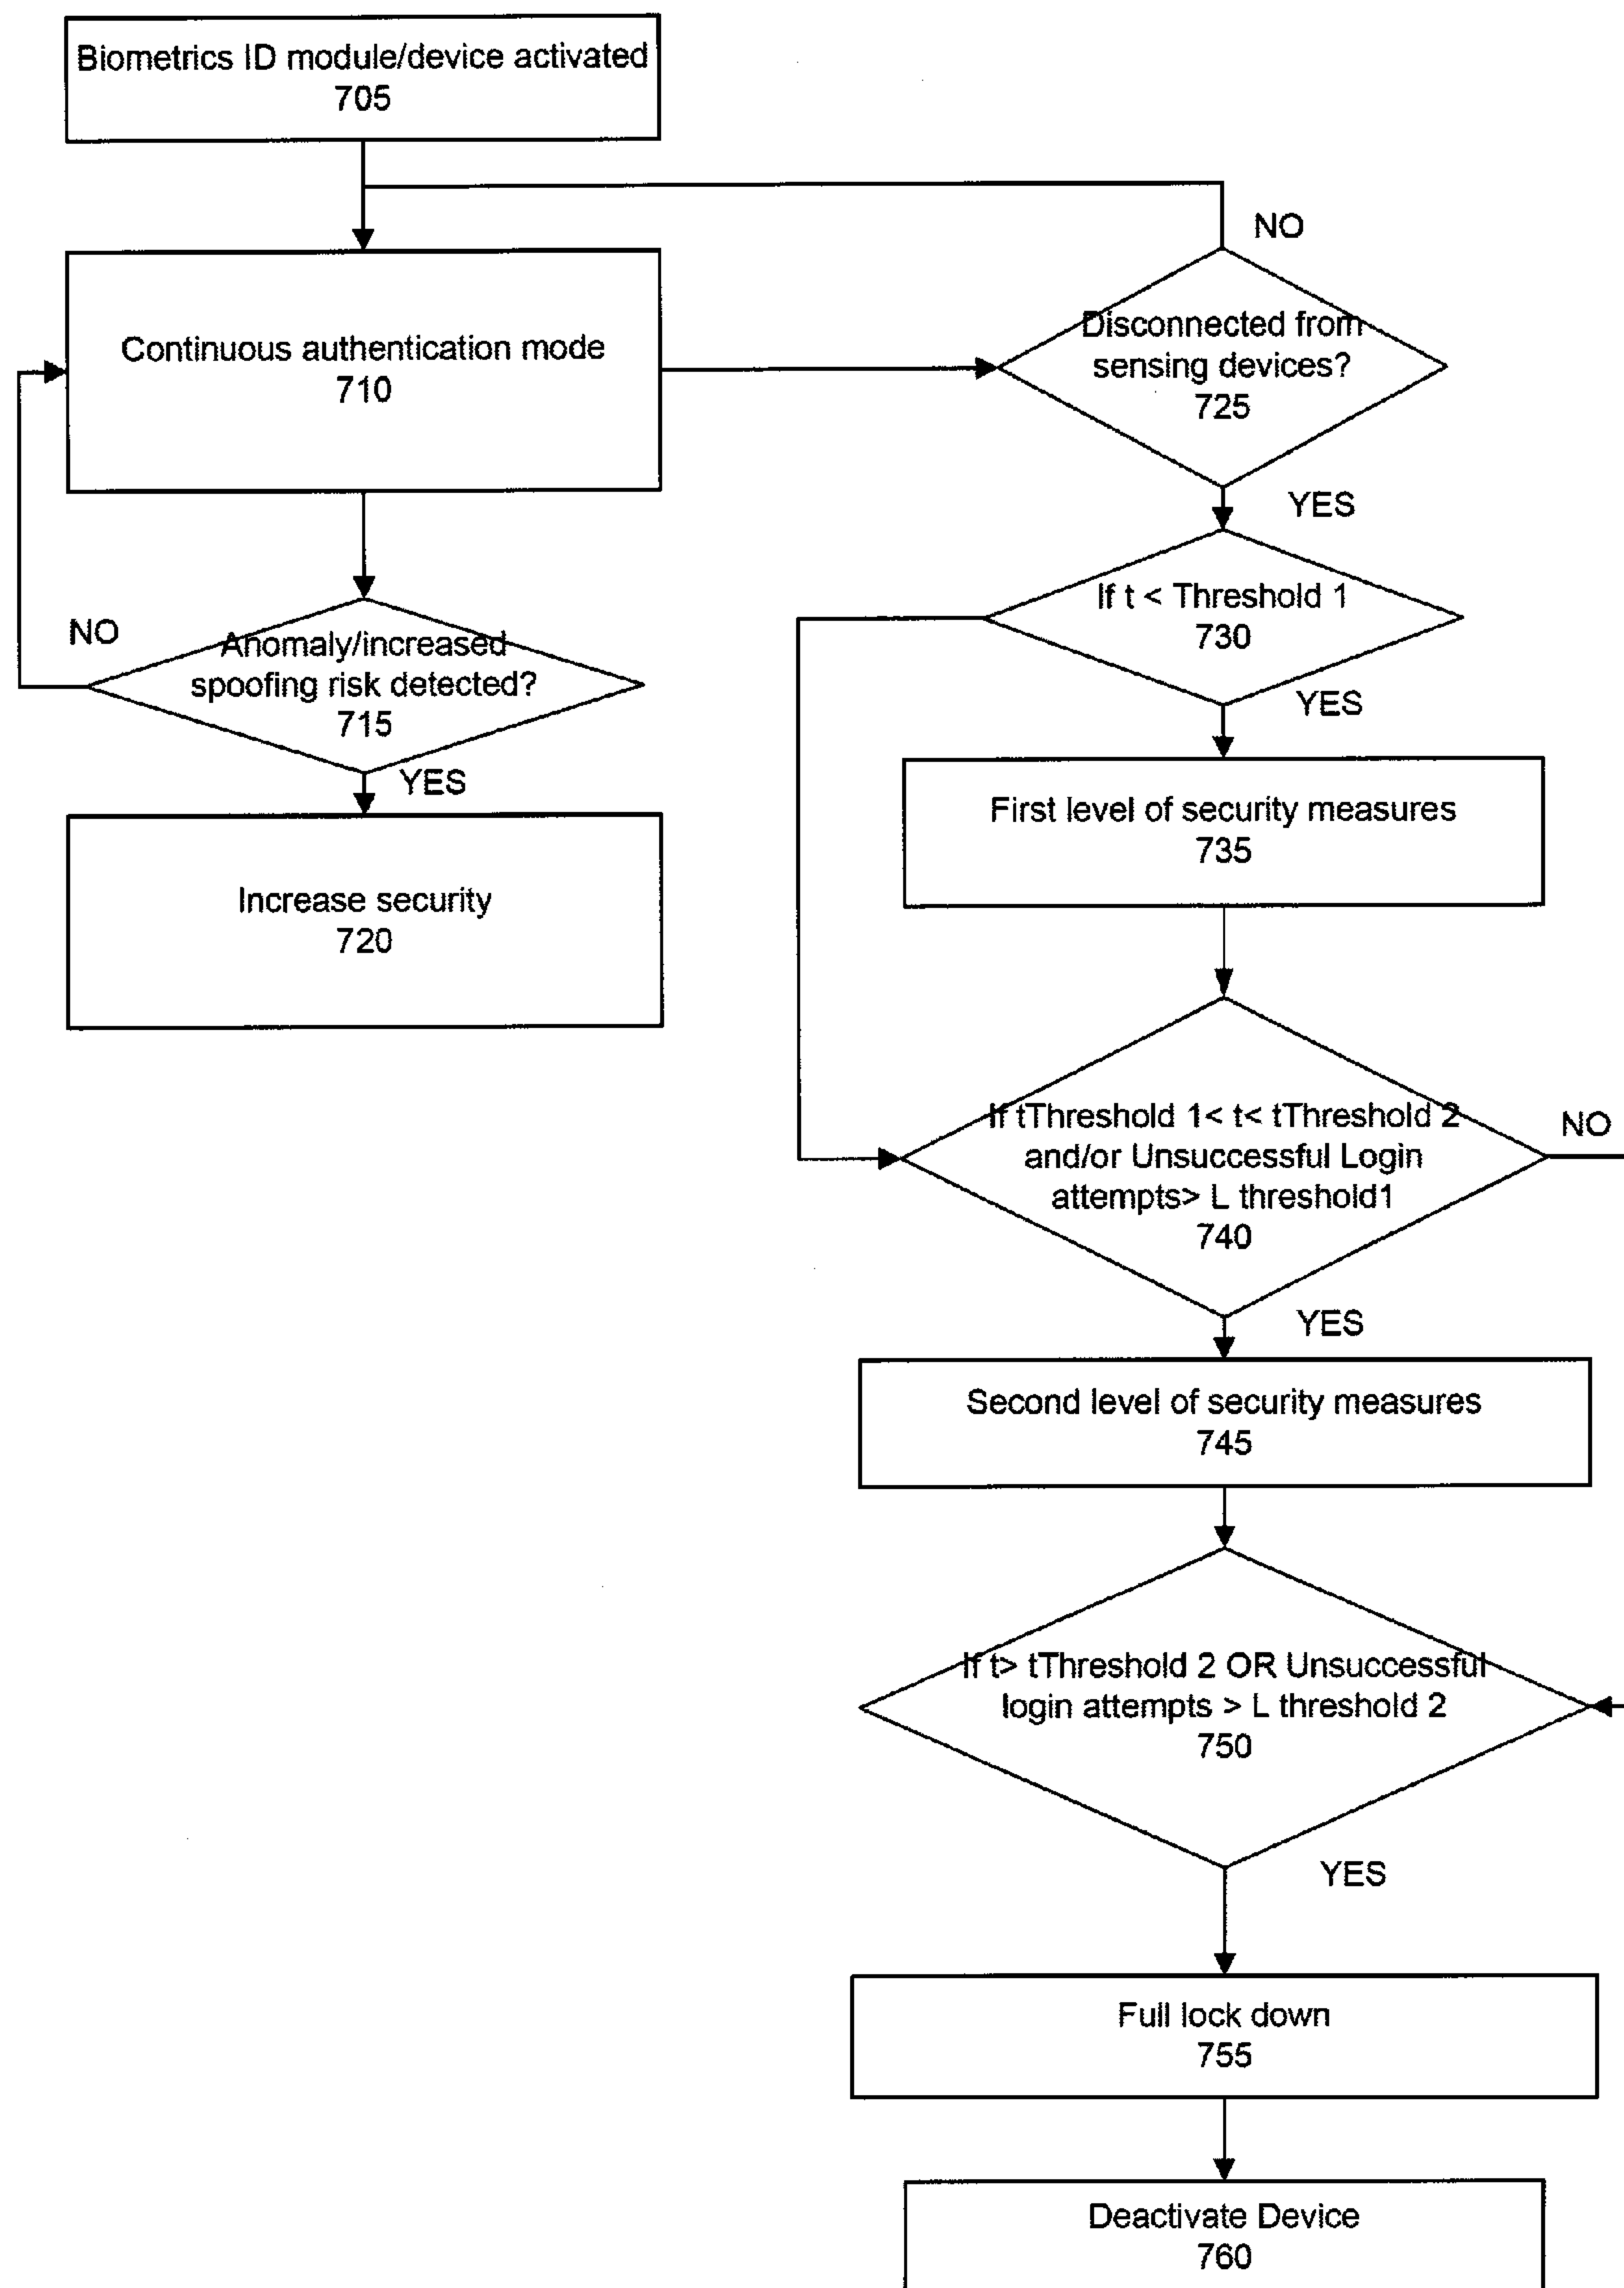 Biometrics ID module/device activated
705
NO
Continuous authentication mode
710
Disconnected from
sensing devices?
725
YES
If t < Threshold 1
730
NO
Anomaly/increased
spoofing risk detected?
715
YES
YES
First level of security measures
735
Increase security
720
If tThreshold 1< t< tThreshold 2
and/or Unsuccessful Login
attempts> L threshold1
740
NO
YES
Second level of security measures
745
If t> tThreshold 2 OR Unsuccessful
login attempts > L threshold 2
750
YES
Full lock down
755
Deactivate Device
760